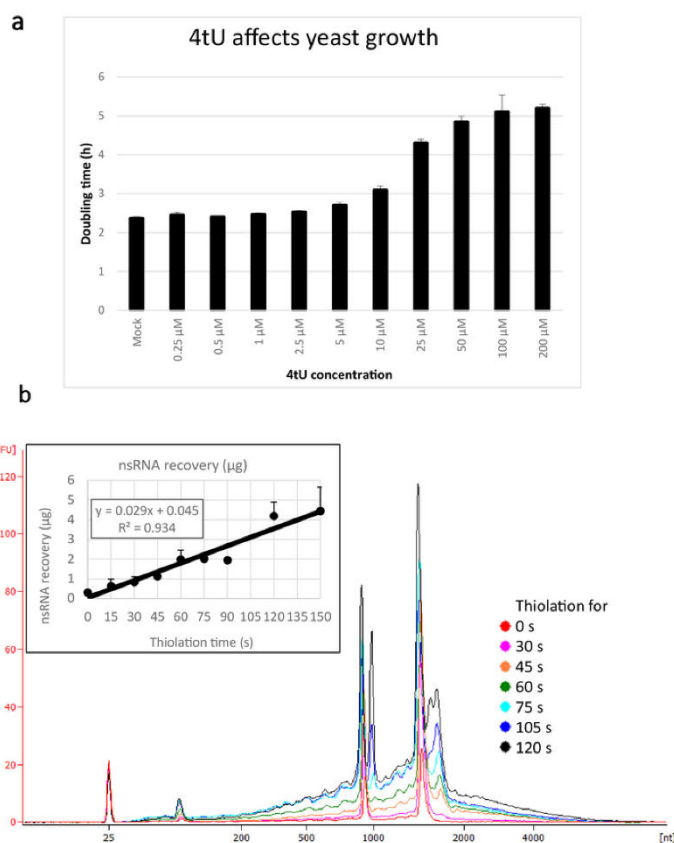 a
4tU affects yeast growth
6
5
4
3
2
1
0
Doubling time (h)
Mock
0.25 µM
0.5 µM
1 µM
2.5 µM
5 µM
10 µM
25 µM
50 µM
100 µM
200 µM
4tU concentration
b
FU]
120
100
80
60
40
20
0
nsRNA recovery (µg)
nsRNA recovery (µg)
6
5
4
3
2
1
0
y = 0.029x + 0.045
R² = 0.934
0 15 30 45 60 75 90 105 120 135 150
Thiolation time (s)
Thiolation for
0 s
30 s
45 s
60 s
75 s
105 s
120 s
25 200 500 1000 2000 4000 [nt]